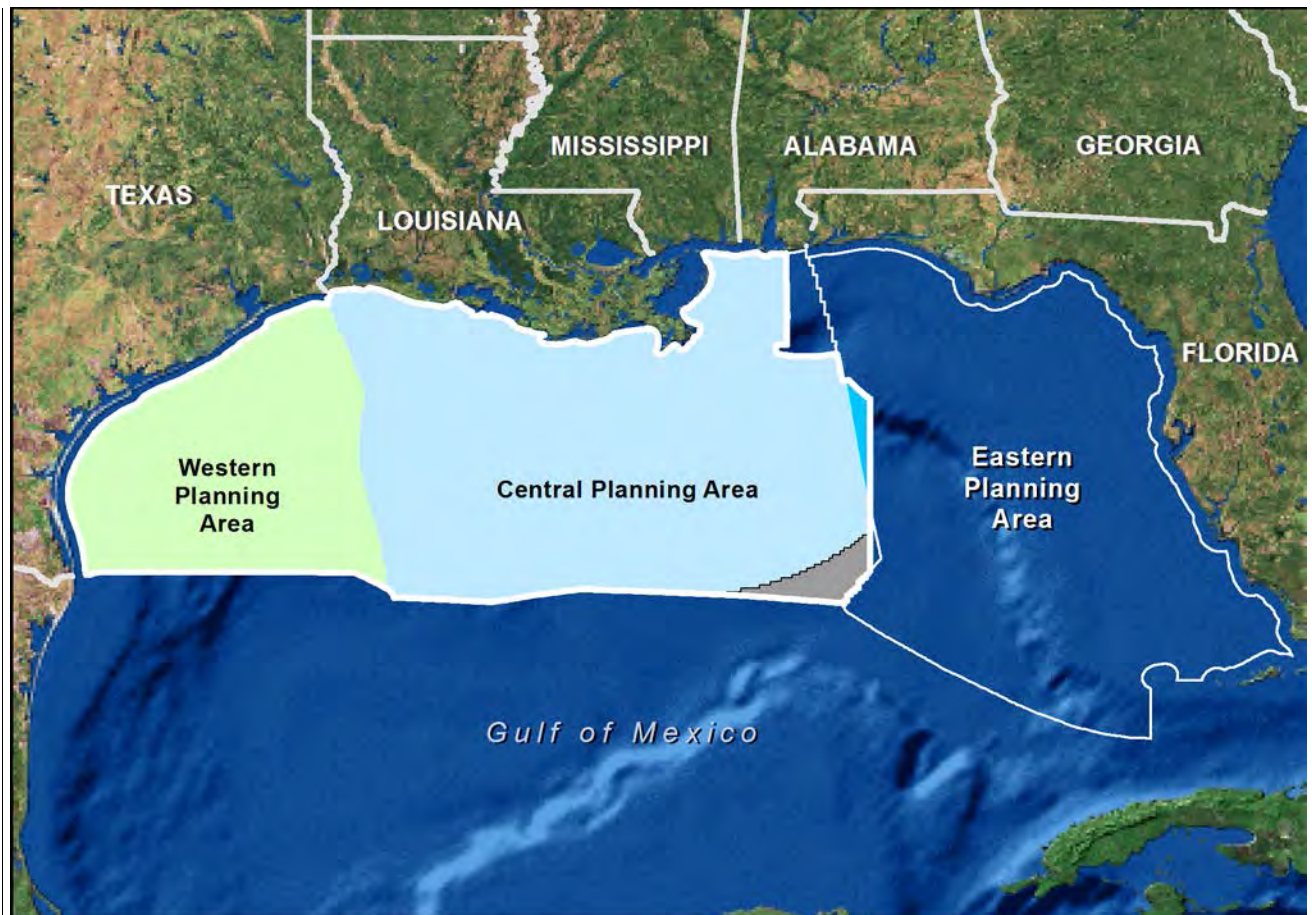 MISSISSIPPI
ALABAMA
GEORGIA
TEXAS
LOUISIANA
FLORIDA
Western
Planning
Area
Central Planning Area
Eastern
Planning
Area
Gulf of Mexico